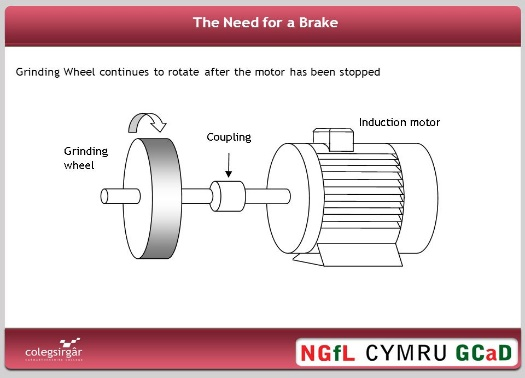 The Need for a Brake
Grinding Wheel continues to rotate after the motor has been stopped
Induction motor
Coupling
Grinding
wheel
colegsirgâr
NGfL CYMRU GCaD